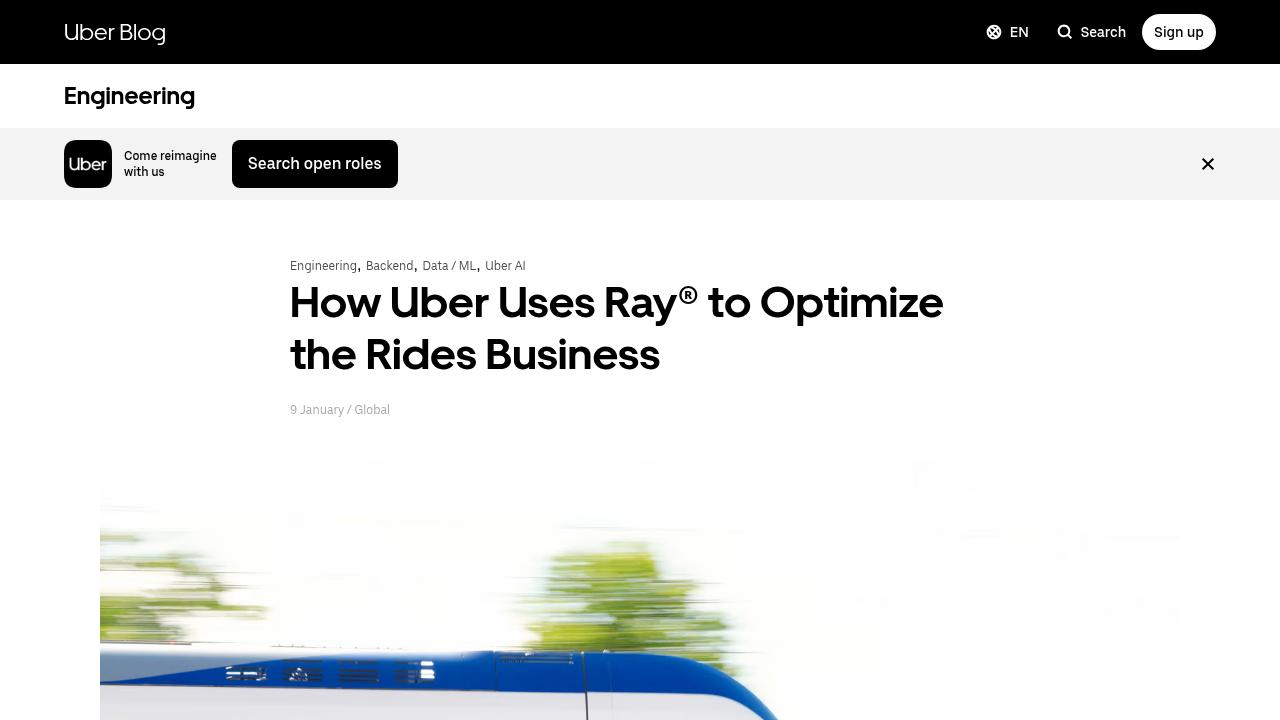 Uber Blog
EN
Search
Sign up
Engineering
Uber
Come reimagine
with us
Search open roles
Engineering, Backend, Data / ML, Uber AI
How Uber Uses Ray® to Optimize
the Rides Business
9 January / Global